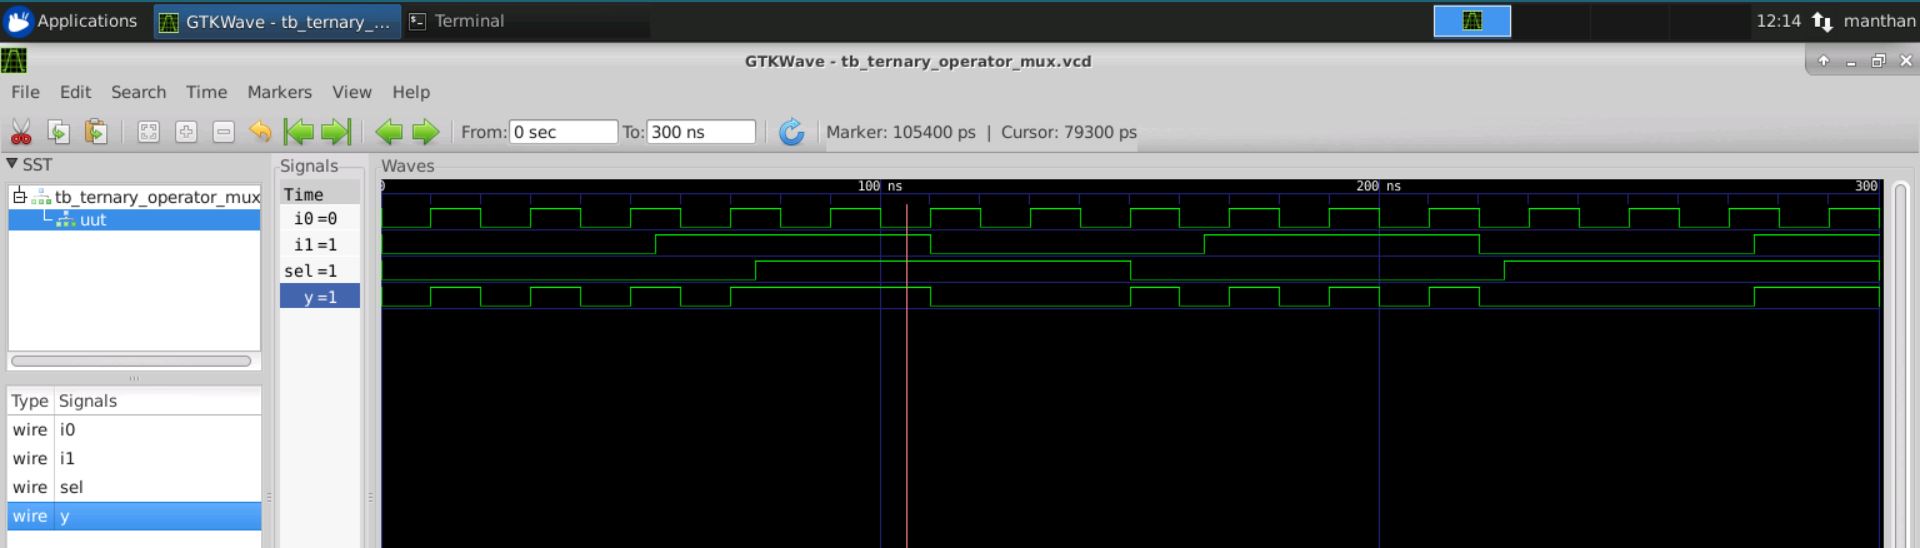 Applications GTKWave - tb_ternary_... Terminal 12:14 manthan
GTKWave - tb_ternary_operator_mux.vcd
File Edit Search Time Markers View Help
From: 0 sec To: 300 ns Marker: 105400 ps | Cursor: 79300 ps
SST
tb_ternary_operator_mux
uut
Type Signals
wire i0
wire i1
wire sel
wire y
Signals
Time
i0=0
i1=1
sel=1
y=1
Waves
0 100 ns 200 ns 300